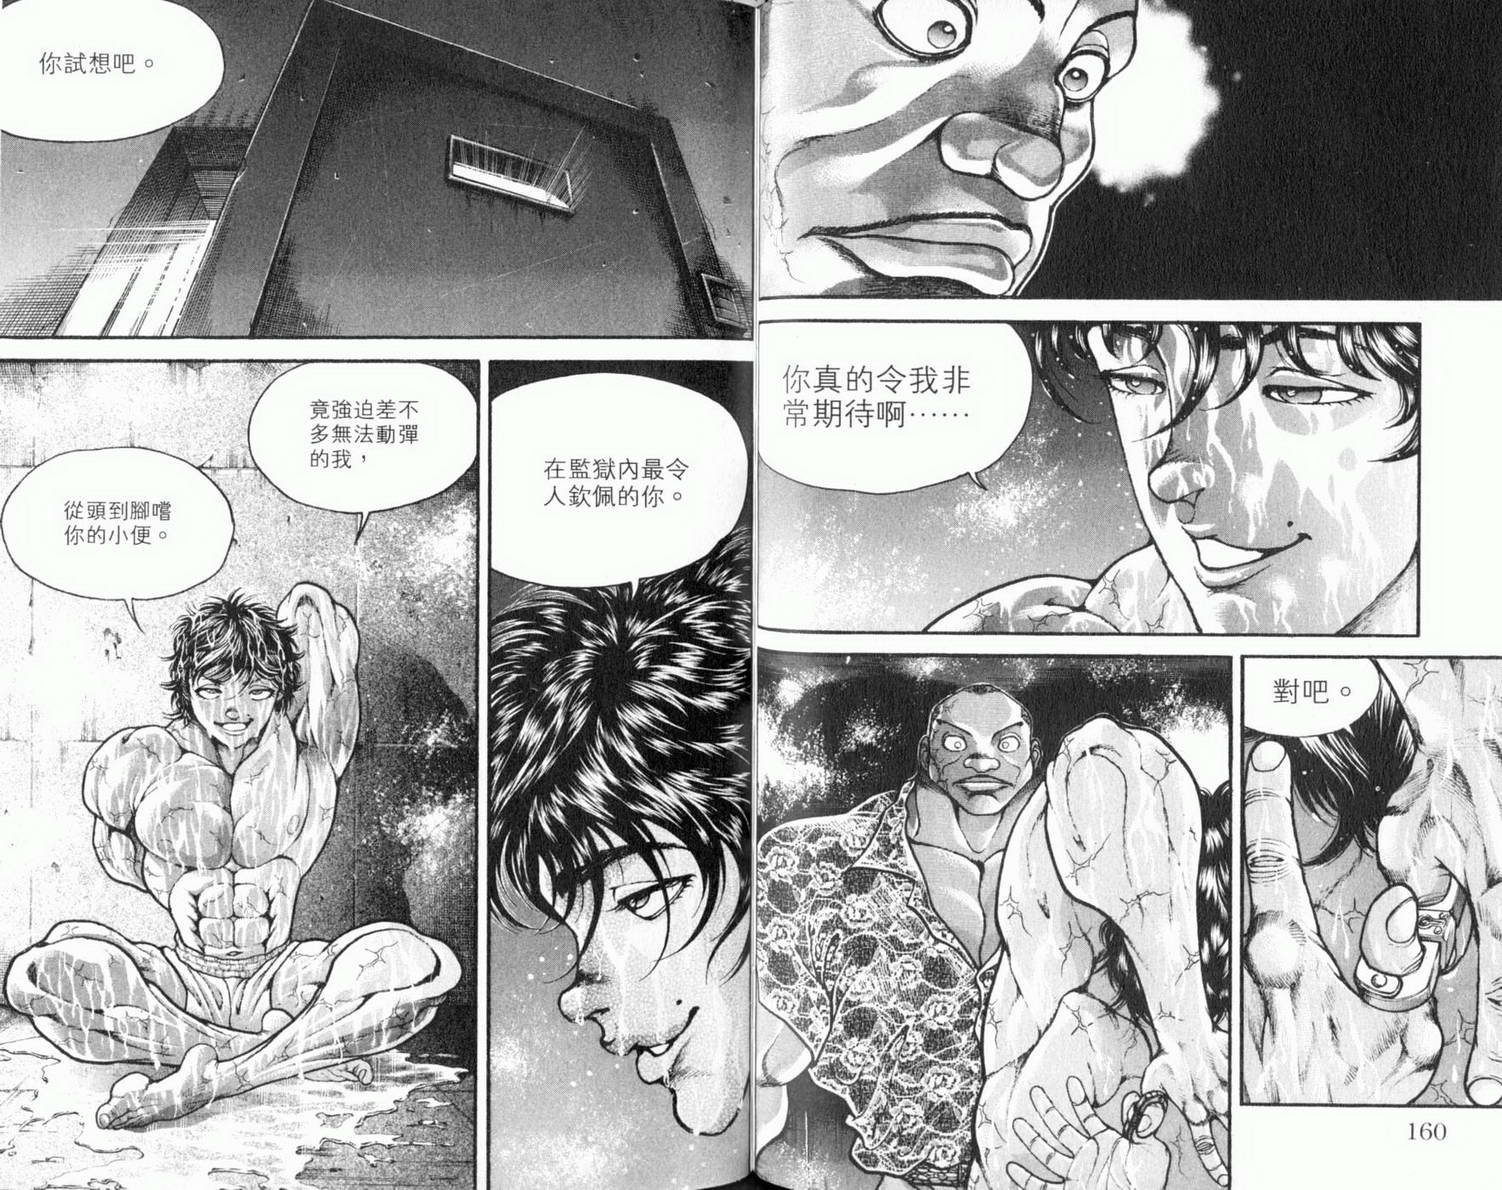 你真的令我非
常期待啊⋯⋯
對吧。
160
你試想吧。
在監獄內最令
人欽佩的你。
竟強迫差不
多無法動彈
的我，
從頭到腳嚐
你的小便。